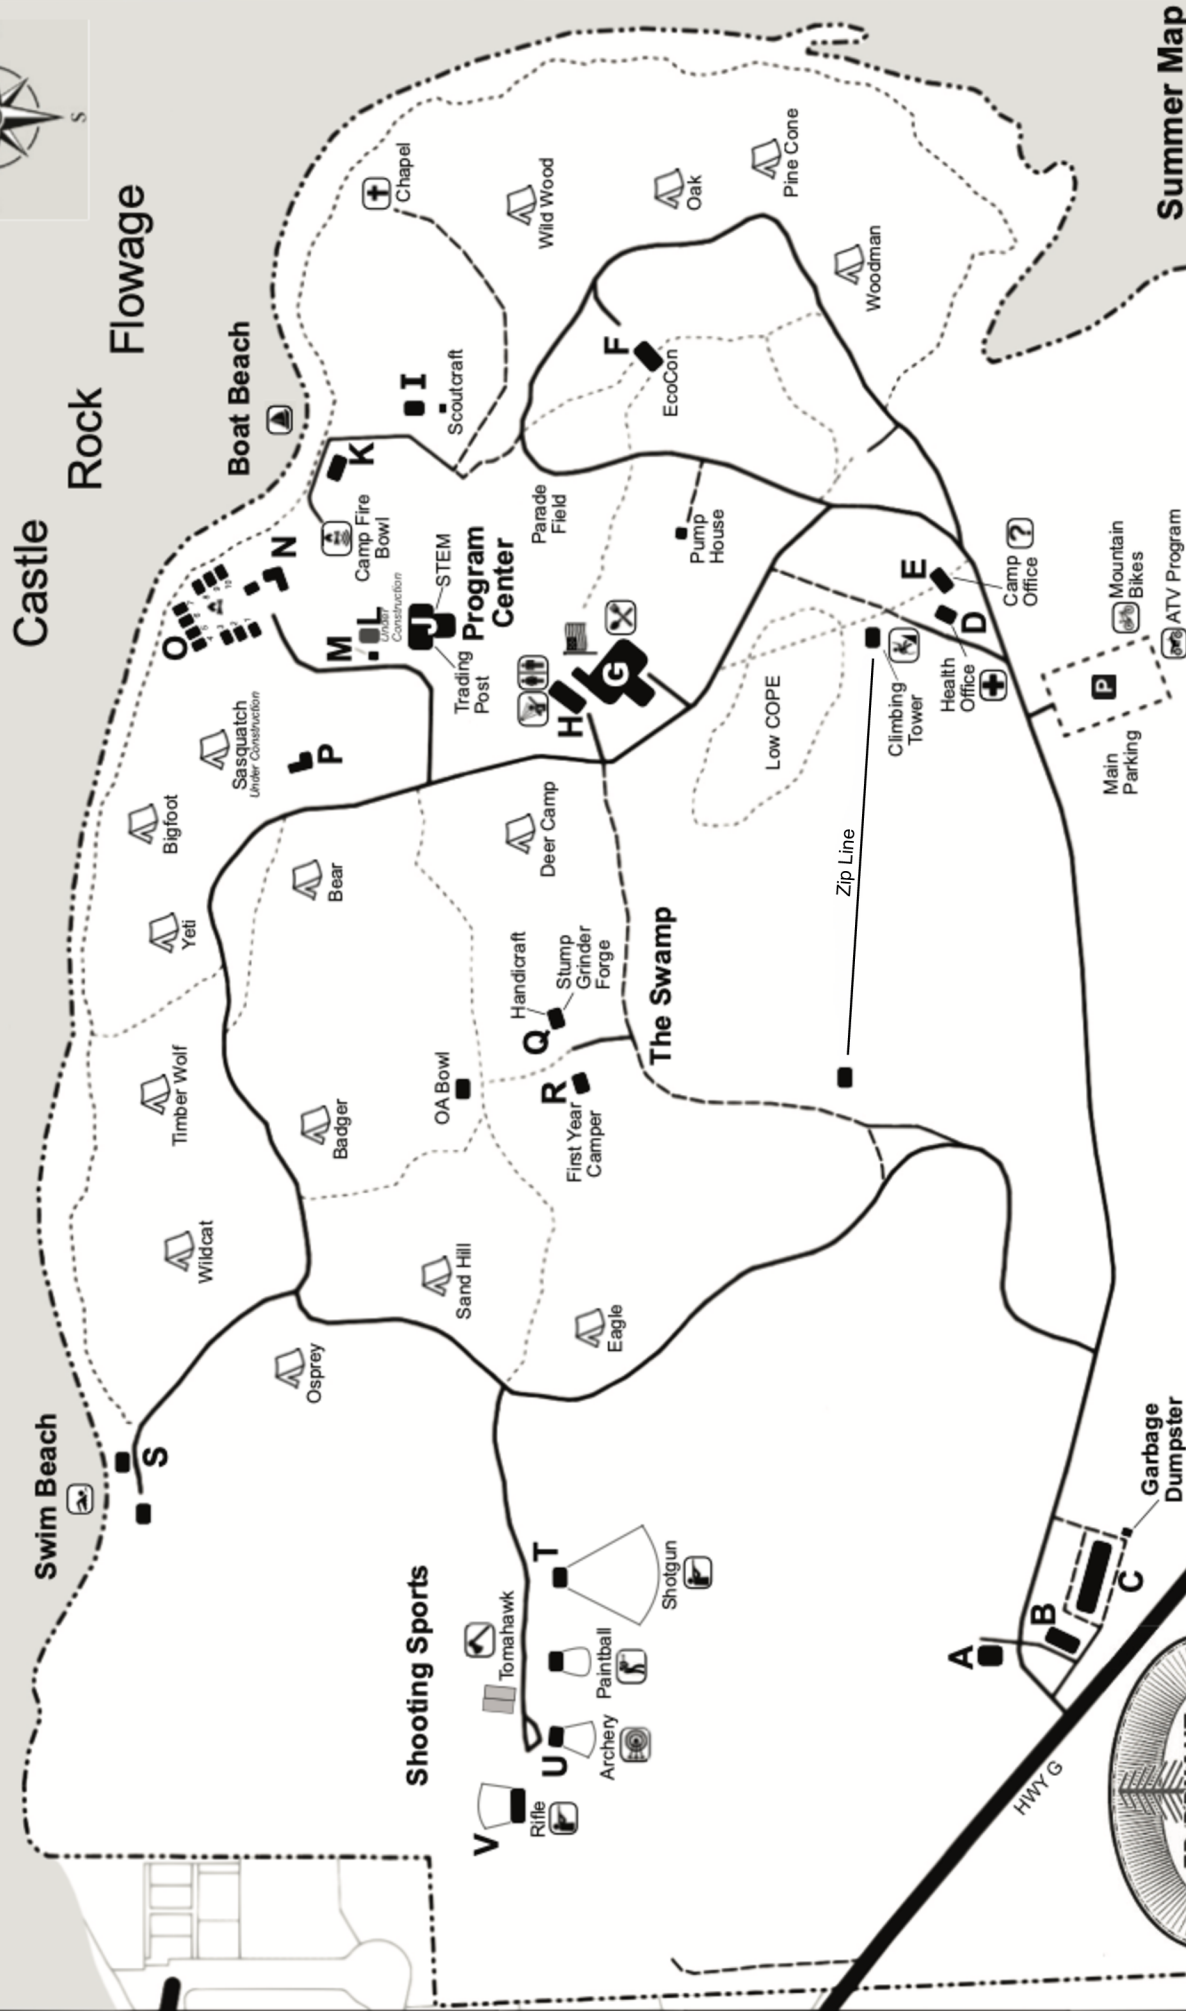 S
Castle
Rock
Flowage
Swim Beach
S
Boat Beach
Chapel
Wild Wood
Oak
Pine Cone
Woodman
F
EcoCon
I
Scoutcraft
K
Camp Fire
Bowl
N
O
M
L
Under
Construction
J
STEM
Program
Center
Trading
Post
Parade
Field
Pump
House
G
H
Sasquatch
Under Construction
P
Bigfoot
Yeti
Bear
Deer Camp
Timber Wolf
Badger
OA Bowl
Handicraft
Stump
Grinder
Forge
Q
R
First Year
Camper
The Swamp
Wildcat
Osprey
Sand Hill
Eagle
Low COPE
Zip Line
Climbing
Tower
E
D
Health
Office
Camp
Office
?
P
Main
Parking
Mountain
Bikes
ATV Program
Shooting Sports
Tomahawk
T
Shotgun
Paintball
U
Archery
V
Rifle
A
B
C
Garbage
Dumpster
HWY G
Summer Map